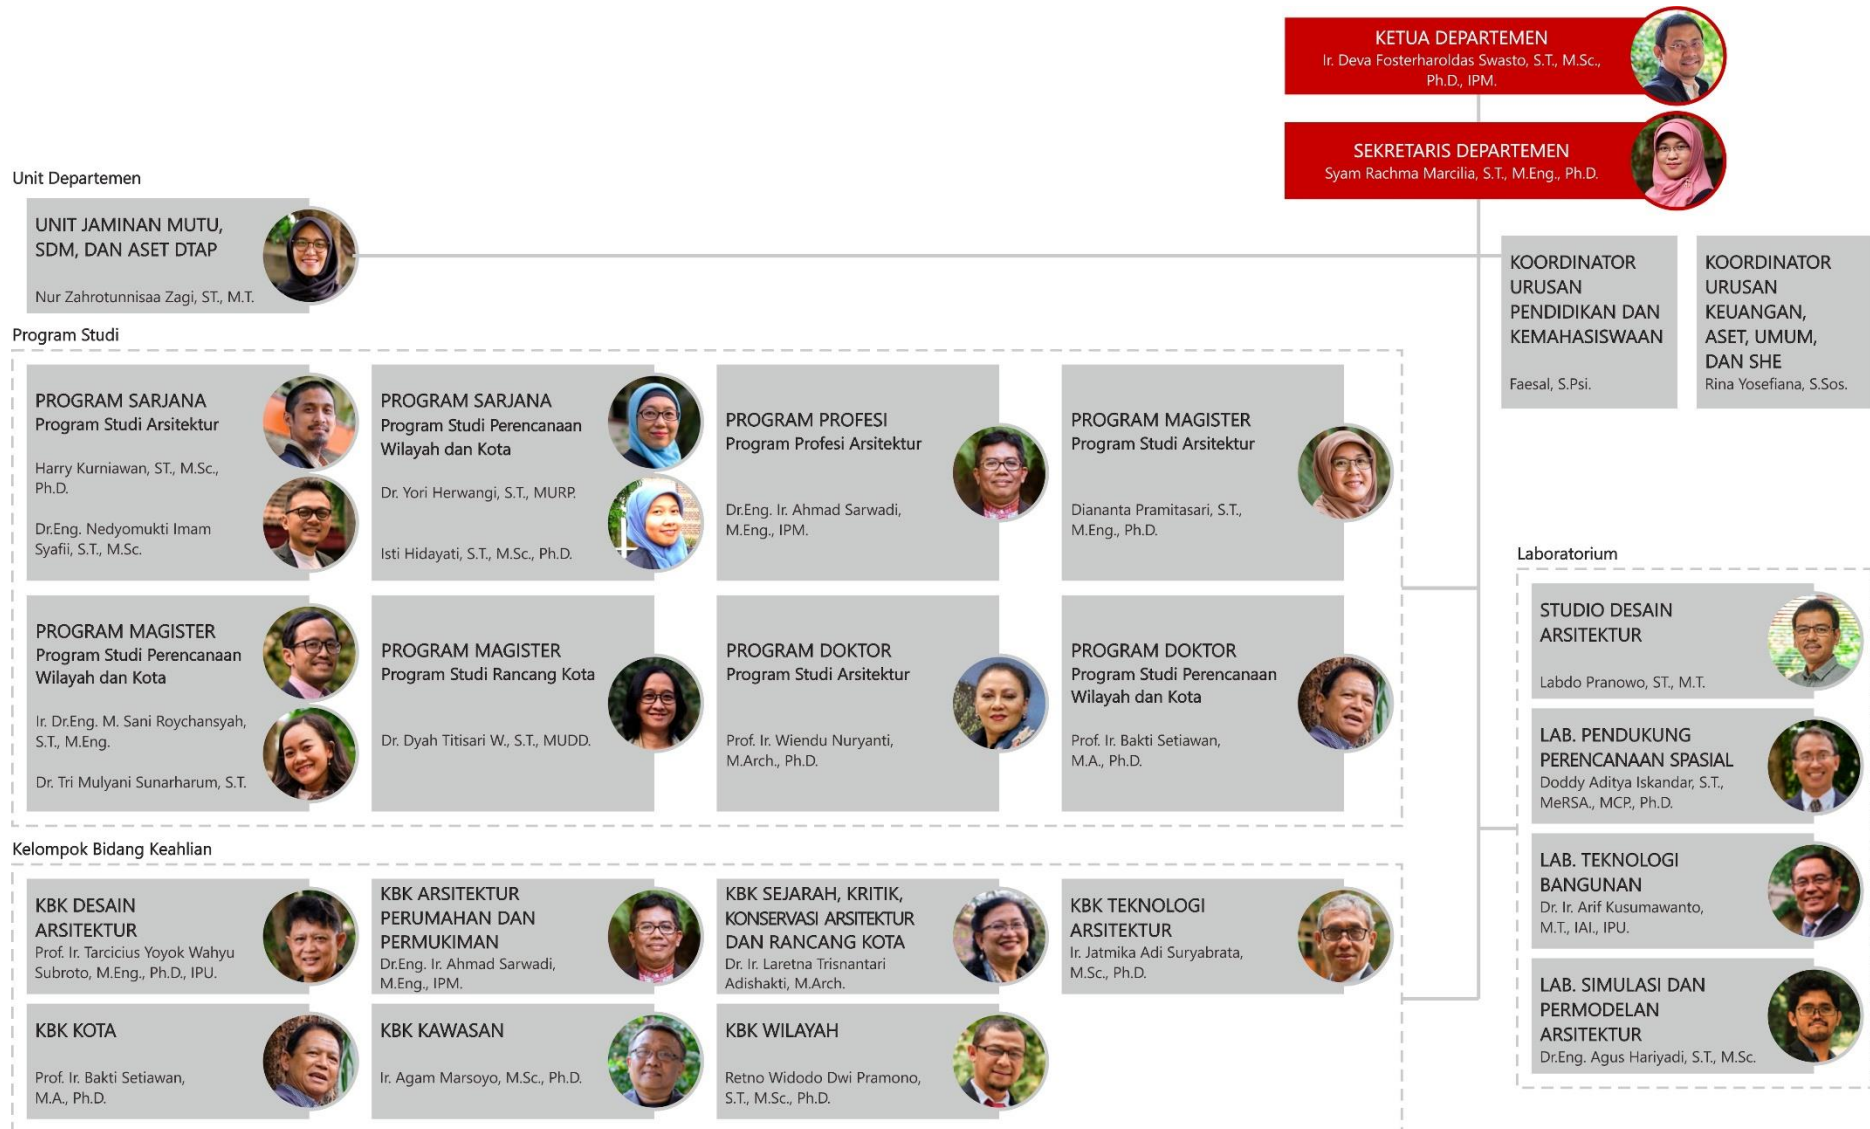 KETUA DEPARTEMEN
Ir. Deva Fosterharoldas Swasto, S.T., M.Sc.,
Ph.D., IPM.
SEKRETARIS DEPARTEMEN
Syam Rachma Marcilia, S.T., M.Eng., Ph.D.
Unit Departemen
UNIT JAMINAN MUTU,
SDM, DAN ASET DTAP
Nur Zahrotunnisaa Zagi, ST., M.T.
KOORDINATOR
URUSAN
PENDIDIKAN DAN
KEMAHASISWAAN
Faesal, S.Psi.
KOORDINATOR
URUSAN
KEUANGAN,
ASET, UMUM,
DAN SHE
Rina Yosefiana, S.Sos.
Program Studi
PROGRAM SARJANA
Program Studi Arsitektur
Harry Kurniawan, ST., M.Sc.,
Ph.D.
Dr.Eng. Nedyomukti Imam
Syafii, S.T., M.Sc.
PROGRAM SARJANA
Program Studi Perencanaan
Wilayah dan Kota
Dr. Yori Herwangi, S.T., MURP.
Isti Hidayati, S.T., M.Sc., Ph.D.
PROGRAM PROFESI
Program Profesi Arsitektur
Dr.Eng. Ir. Ahmad Sarwadi,
M.Eng., IPM.
PROGRAM MAGISTER
Program Studi Arsitektur
Diananta Pramitasari, S.T.,
M.Eng., Ph.D.
PROGRAM MAGISTER
Program Studi Perencanaan
Wilayah dan Kota
Ir. Dr.Eng. M. Sani Roychansyah,
S.T., M.Eng.
Dr. Tri Mulyani Sunarharum, S.T.
PROGRAM MAGISTER
Program Studi Rancang Kota
Dr. Dyah Titisari W., S.T., MUDD.
PROGRAM DOKTOR
Program Studi Arsitektur
Prof. Ir. Wiendu Nuryanti,
M.Arch., Ph.D.
PROGRAM DOKTOR
Program Studi Perencanaan
Wilayah dan Kota
Prof. Ir. Bakti Setiawan,
M.A., Ph.D.
Laboratorium
STUDIO DESAIN
ARSITEKTUR
Labdo Pranowo, ST., M.T.
LAB. PENDUKUNG
PERENCANAAN SPASIAL
Doddy Aditya Iskandar, S.T.,
MeRSA., MCP., Ph.D.
LAB. TEKNOLOGI
BANGUNAN
Dr. Ir. Arif Kusumawanto,
M.T., IAI., IPU.
LAB. SIMULASI DAN
PERMODELAN
ARSITEKTUR
Dr.Eng. Agus Hariyadi, S.T., M.Sc.
Kelompok Bidang Keahlian
KBK DESAIN
ARSITEKTUR
Prof. Ir. Tarcicius Yoyok Wahyu
Subroto, M.Eng., Ph.D., IPU.
KBK ARSITEKTUR
PERUMAHAN DAN
PERMUKIMAN
Dr.Eng. Ir. Ahmad Sarwadi,
M.Eng., IPM.
KBK SEJARAH, KRITIK,
KONSERVASI ARSITEKTUR
DAN RANCANG KOTA
Dr. Ir. Laretna Trisnantari
Adishakti, M.Arch.
KBK TEKNOLOGI
ARSITEKTUR
Ir. Jatmika Adi Suryabrata,
M.Sc., Ph.D.
KBK KOTA
Prof. Ir. Bakti Setiawan,
M.A., Ph.D.
KBK KAWASAN
Ir. Agam Marsoyo, M.Sc., Ph.D.
KBK WILAYAH
Retno Widodo Dwi Pramono,
S.T., M.Sc., Ph.D.